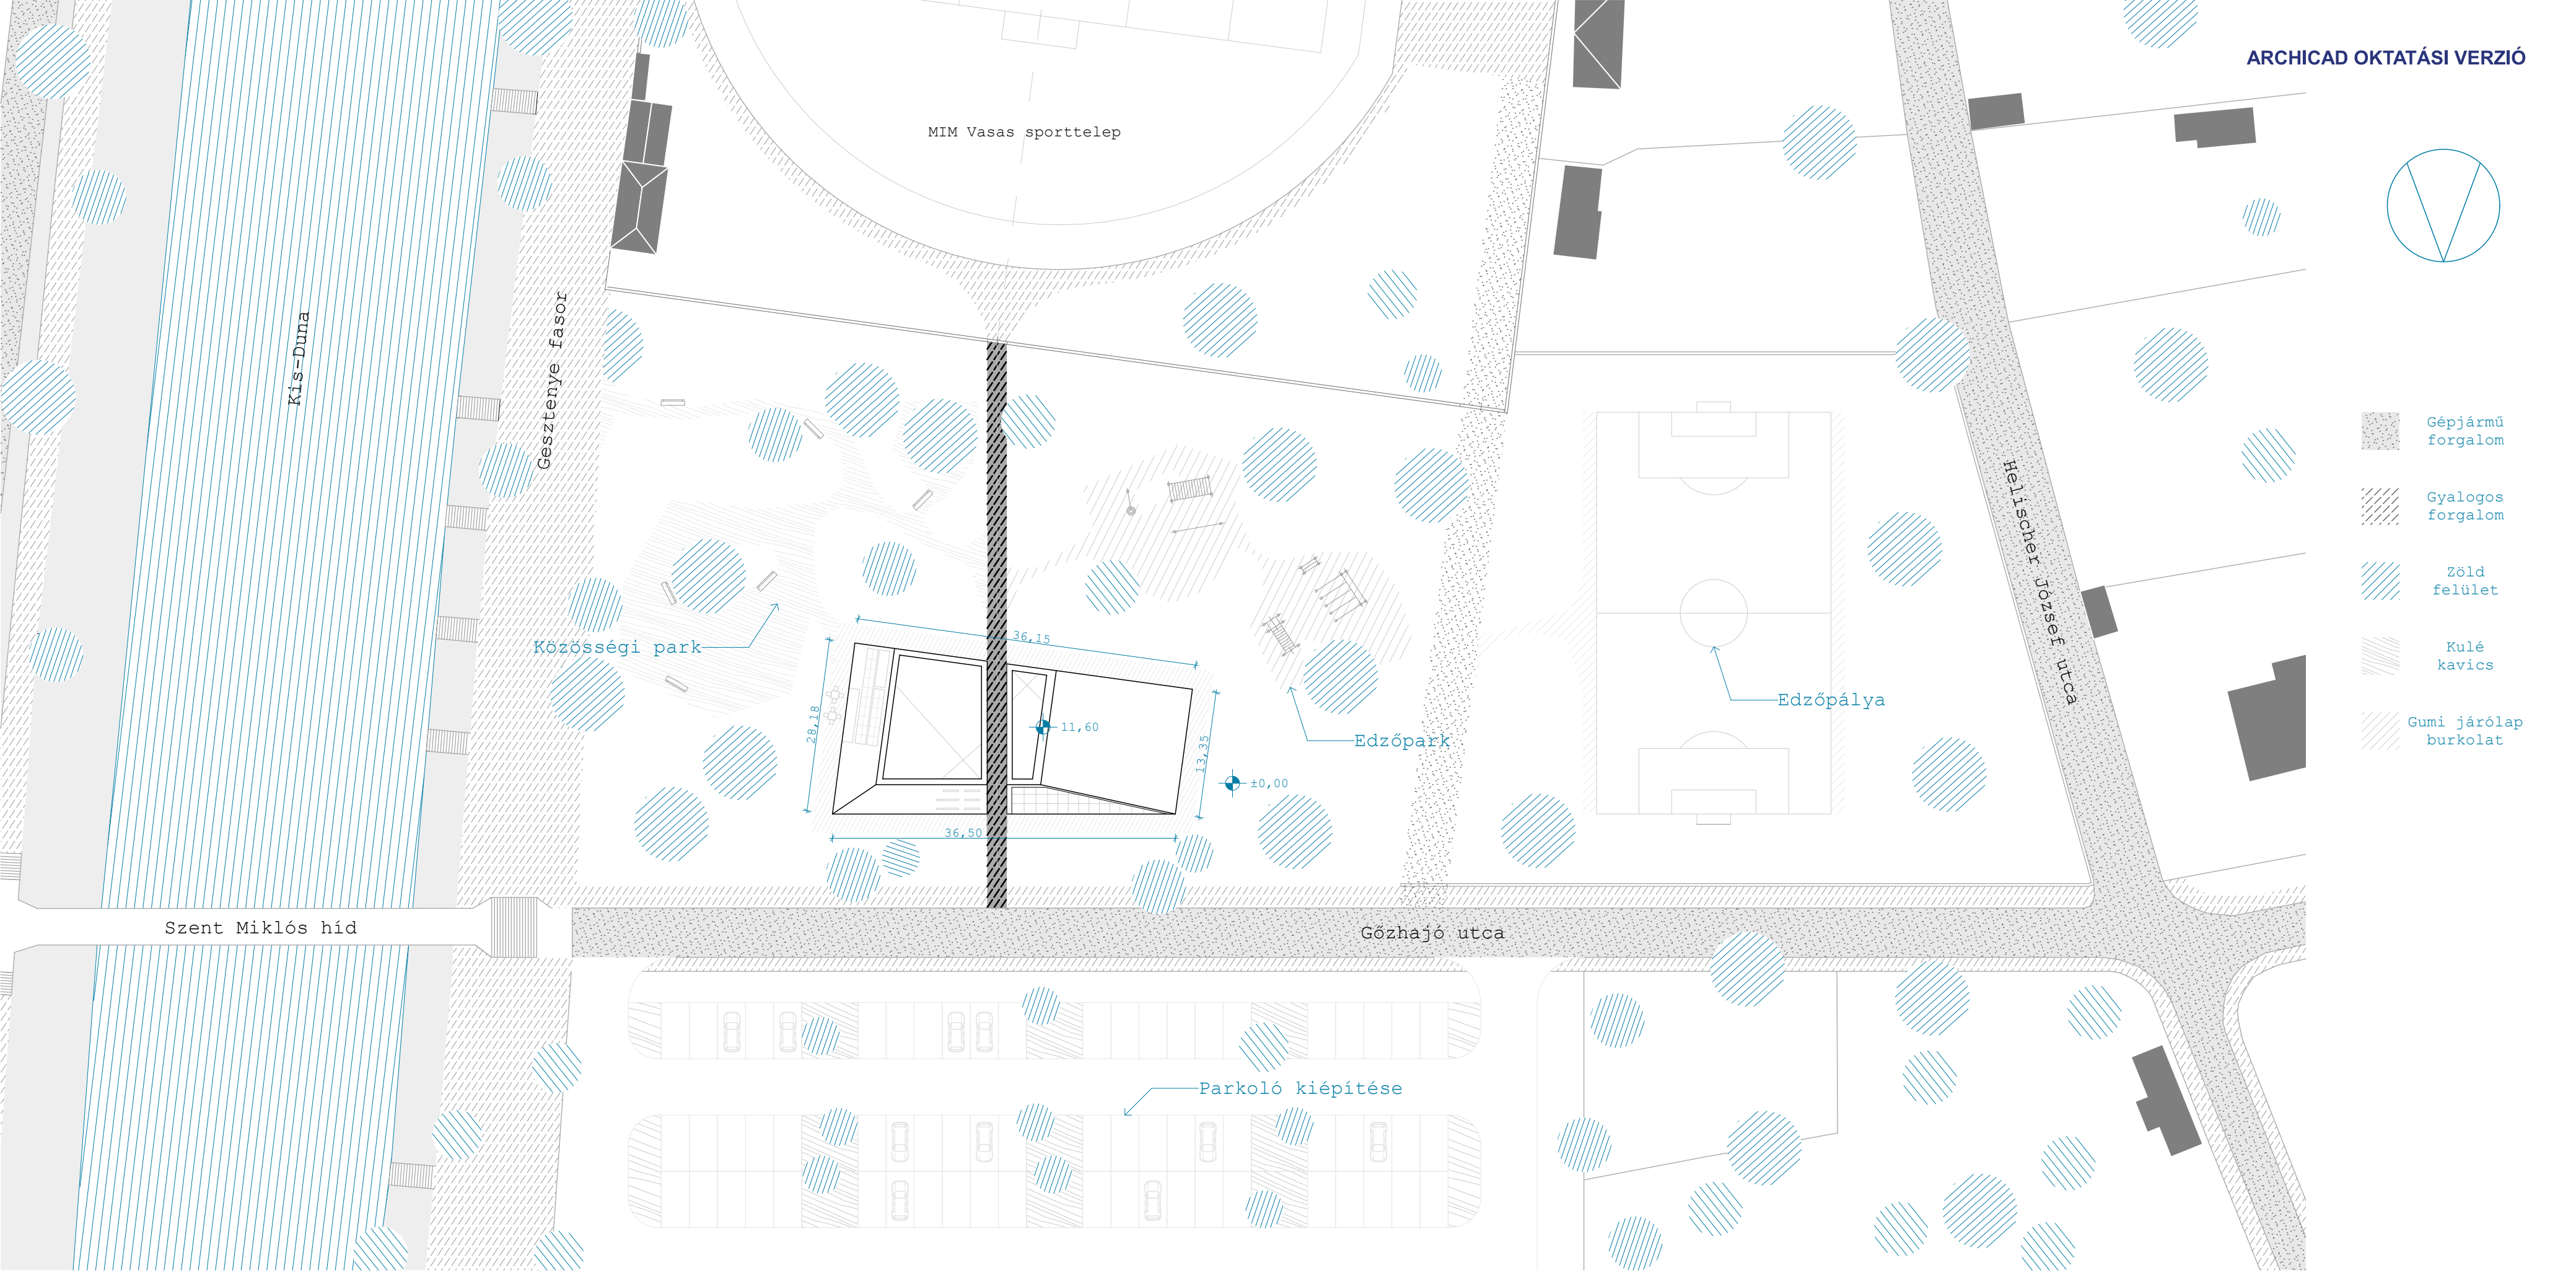 ARCHICAD OKTATÁSI VERZIÓ
MIM Vasas sporttelep
Kis-Duna
Gesztenye fasor
Helischer József utca
Gépjármű
forgalom
Gyalogos
forgalom
Zöld
felület
Kulé
kavics
Gumi járólap
burkolat
Közösségi park
36,15
28,18
11,60
13,35
±0,00
36,50
Edzőpark
Edzőpálya
Szent Miklós híd
Gőzhajó utca
Parkoló kiépítése